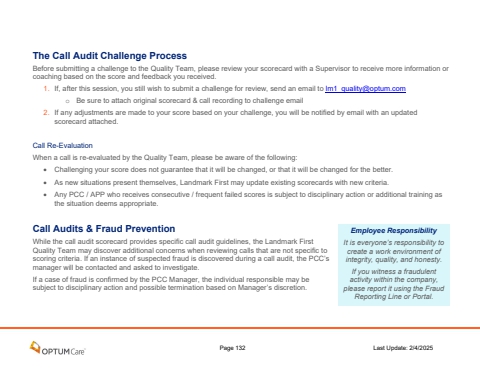 The Call Audit Challenge Process
Before submitting a challenge to the Quality Team, please review your scorecard with a Supervisor to receive more information or
coaching based on the score and feedback you received.
1. If, after this session, you still wish to submit a challenge for review, send an email to lm1_quality@optum.com
○ Be sure to attach original scorecard & call recording to challenge email
2. If any adjustments are made to your score based on your challenge, you will be notified by email with an updated
scorecard attached.
Call Re-Evaluation
When a call is re-evaluated by the Quality Team, please be aware of the following:
• Challenging your score does not guarantee that it will be changed, or that it will be changed for the better.
• As new situations present themselves, Landmark First may update existing scorecards with new criteria.
• Any PCC / APP who receives consecutive / frequent failed scores is subject to disciplinary action or additional training as
the situation deems appropriate.
Call Audits & Fraud Prevention
While the call audit scorecard provides specific call audit guidelines, the Landmark First
Quality Team may discover additional concerns when reviewing calls that are not specific to
scoring criteria. If an instance of suspected fraud is discovered during a call audit, the PCC's
manager will be contacted and asked to investigate.
If a case of fraud is confirmed by the PCC Manager, the individual responsible may be
subject to disciplinary action and possible termination based on Manager's discretion.
Employee Responsibility
It is everyone's responsibility to
create a work environment of
integrity, quality, and honesty.
If you witness a fraudulent
activity within the company,
please report it using the Fraud
Reporting Line or Portal.
OPTUMCare
Page 132
Last Update: 2/4/2025